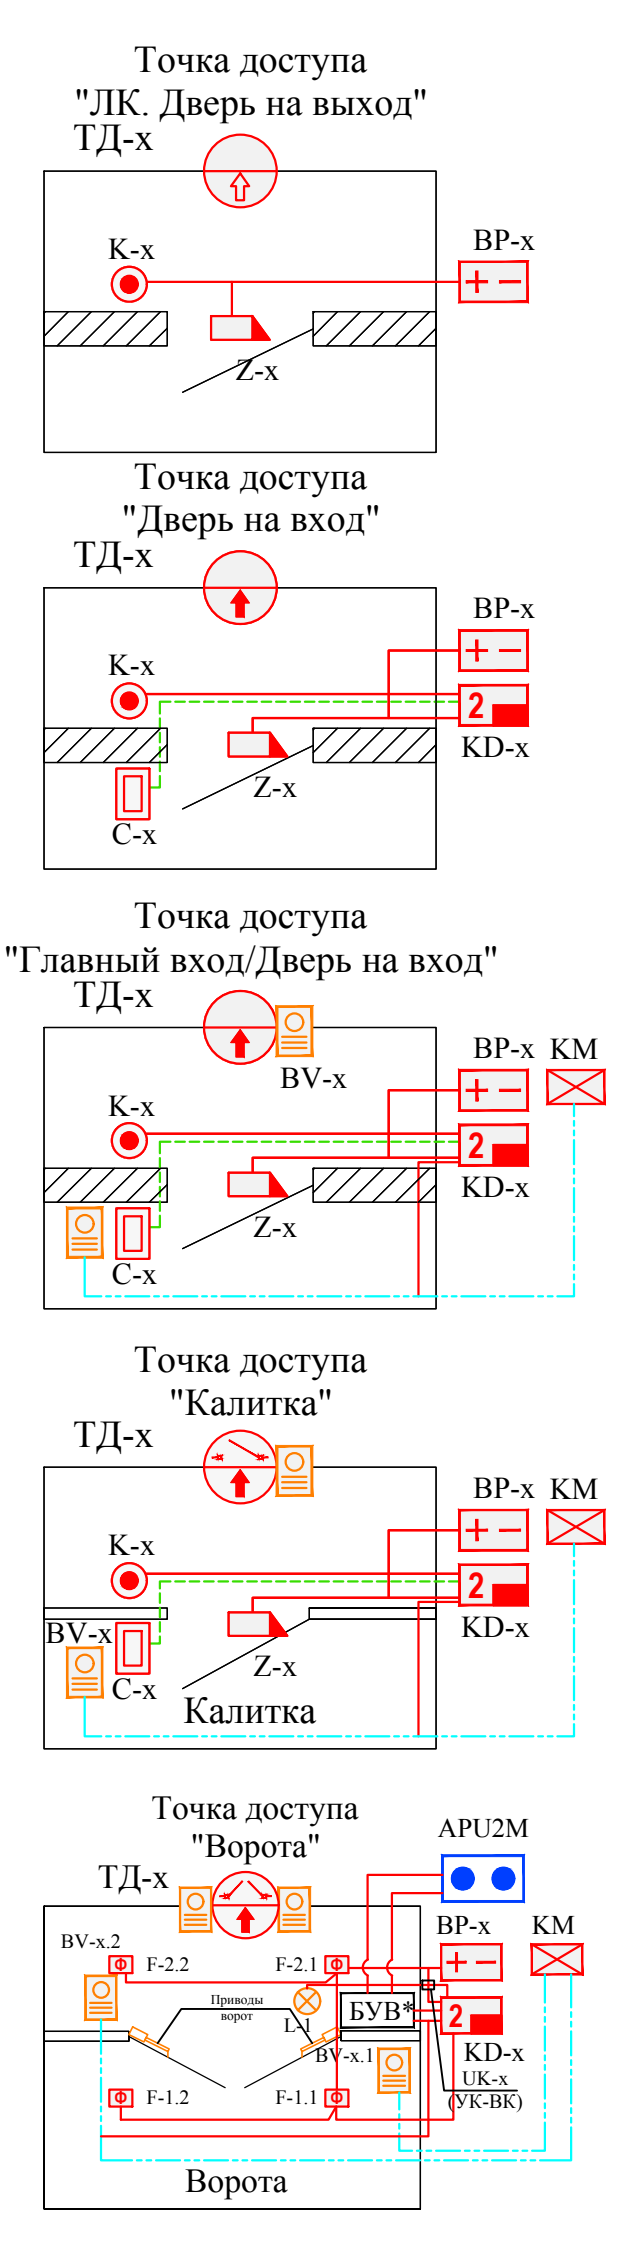 Точка доступа
"ЛК. Дверь на выход"
ТД-х
К-х
ВР-х
Z-х
Точка доступа
"Дверь на вход"
ТД-х
ВР-х
К-х
2
KD-х
Z-х
С-х
Точка доступа
"Главный вход/Дверь на вход"
ТД-х
ВР-х КМ
BV-х
К-х
2
KD-х
Z-х
С-х
Точка доступа
"Калитка"
ТД-х
ВР-х КМ
К-х
2
BV-х
KD-х
Z-х
С-х
Калитка
Точка доступа
"Ворота"
APU2M
ТД-х
ВР-х КМ
BV-x.2
F-2.2
F-2.1
Приводы
ворот
L-1
БУВ*
2
BV-x.1
KD-х
UK-x
(УК-ВК)
F-1.2
F-1.1
Ворота